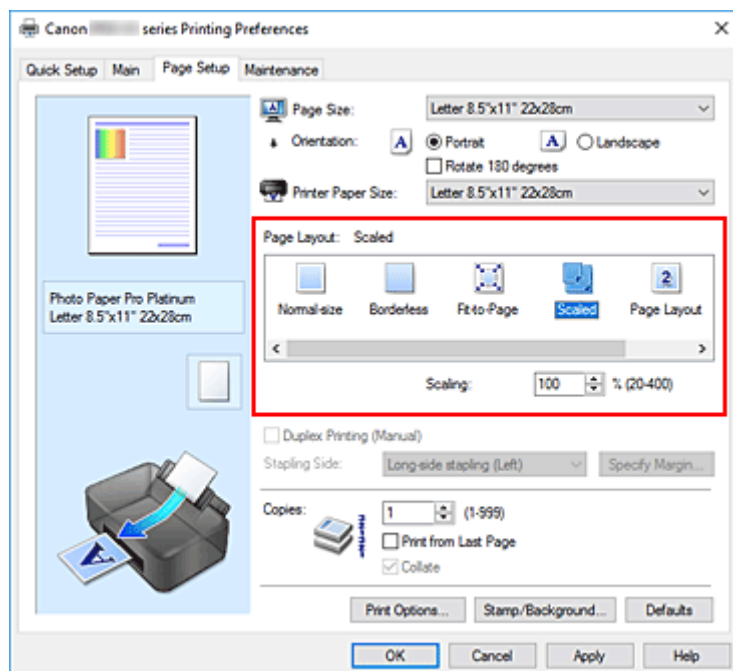 Canon series Printing Preferences
Quick Setup Main Page Setup Maintenance
Page Size: Letter 8.5"x11" 22x28cm
Orientation: A Portrait A Landscape
Rotate 180 degrees
Printer Paper Size: Letter 8.5"x11" 22x28cm
Page Layout: Scaled
Normal-size Borderless Fit-to-Page Scaled 2 Page Layout
Scaling: 100 % (20-400)
Photo Paper Pro Platinum
Letter 8.5"x11" 22x28cm
Duplex Printing (Manual)
Stapling Side: Long-side stapling (Left) Specify Margin...
Copies: 1 (1-999)
Print from Last Page
Collate
A
Print Options... Stamp/Background... Defaults
OK Cancel Apply Help